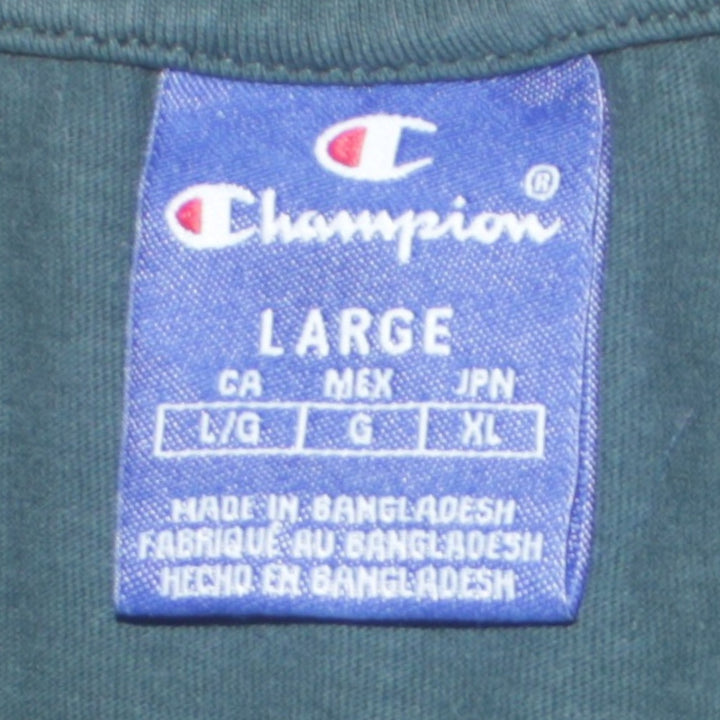 C
®
Champion
LARGE
CA MEX JPN
L/G G XL
MADE IN BANGLADESH
FABRIQUÉ AU BANGLADESH
HECHO EN BANGLADESH